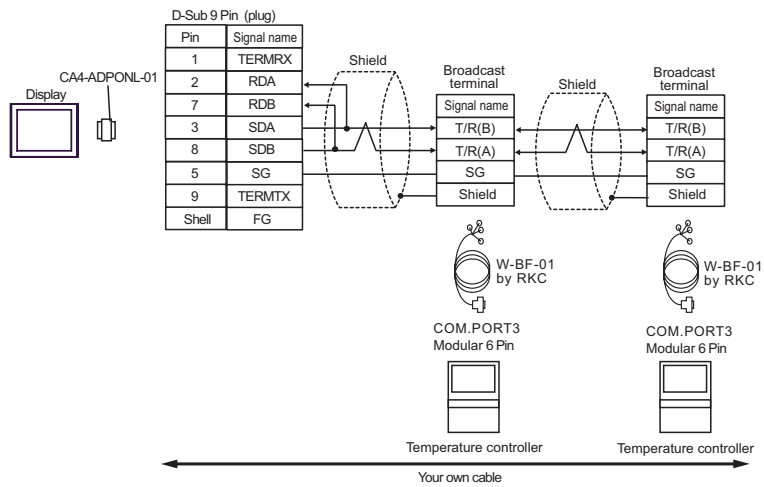 D-Sub 9 Pin (plug)
Pin Signal name
1 TERMRX
2 RDA
7 RDB
3 SDA
8 SDB
5 SG
9 TERMTX
Shell FG
CA4-ADPONL-01
Display
Shield
Broadcast
terminal
Signal name
T/R(B)
T/R(A)
SG
Shield
Shield
Broadcast
terminal
Signal name
T/R(B)
T/R(A)
SG
Shield
W-BF-01
by RKC
COM.PORT3
Modular 6 Pin
Temperature controller
W-BF-01
by RKC
COM.PORT3
Modular 6 Pin
Temperature controller
Your own cable